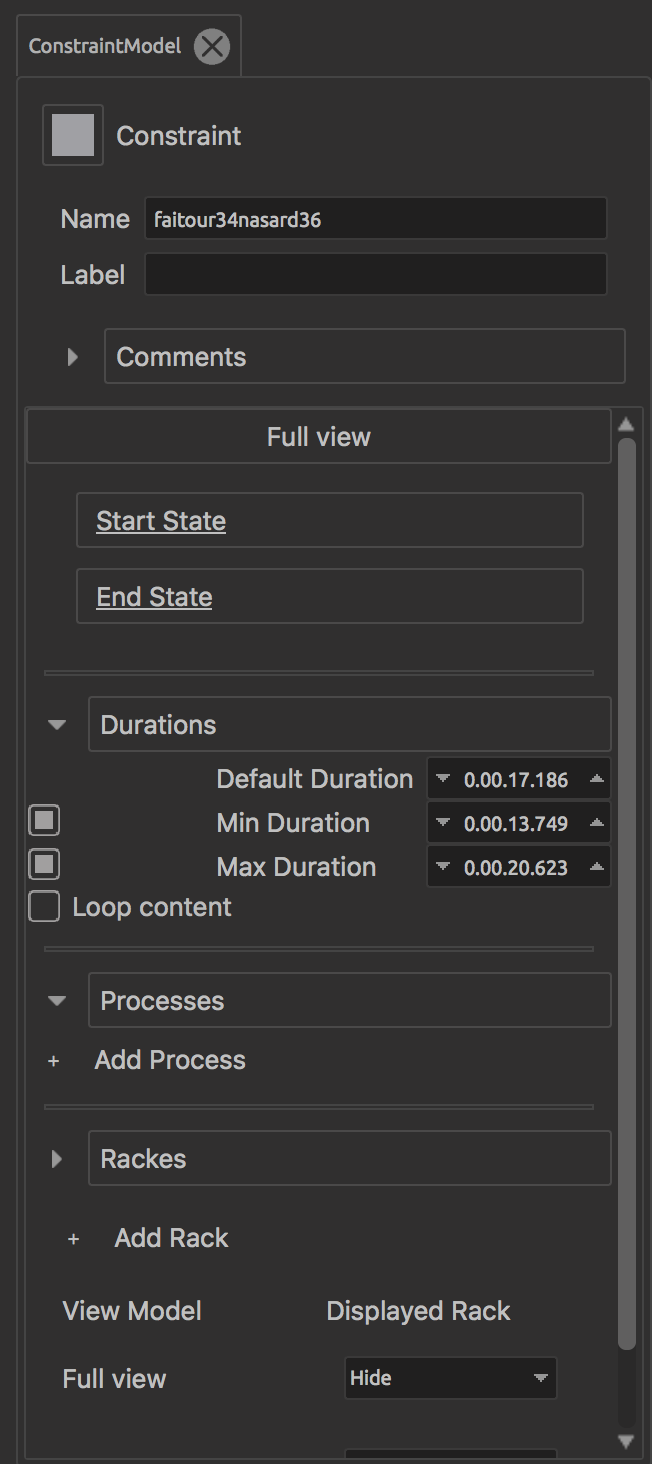 ConstraintModel
Constraint
Name faitour34nasard36
Label
Comments
Full view
Start State
End State
Durations
Default Duration 0.00.17.186
Min Duration 0.00.13.749
Max Duration 0.00.20.623
Loop content
Processes
+ Add Process
Rackes
+ Add Rack
View Model Displayed Rack
Full view Hide